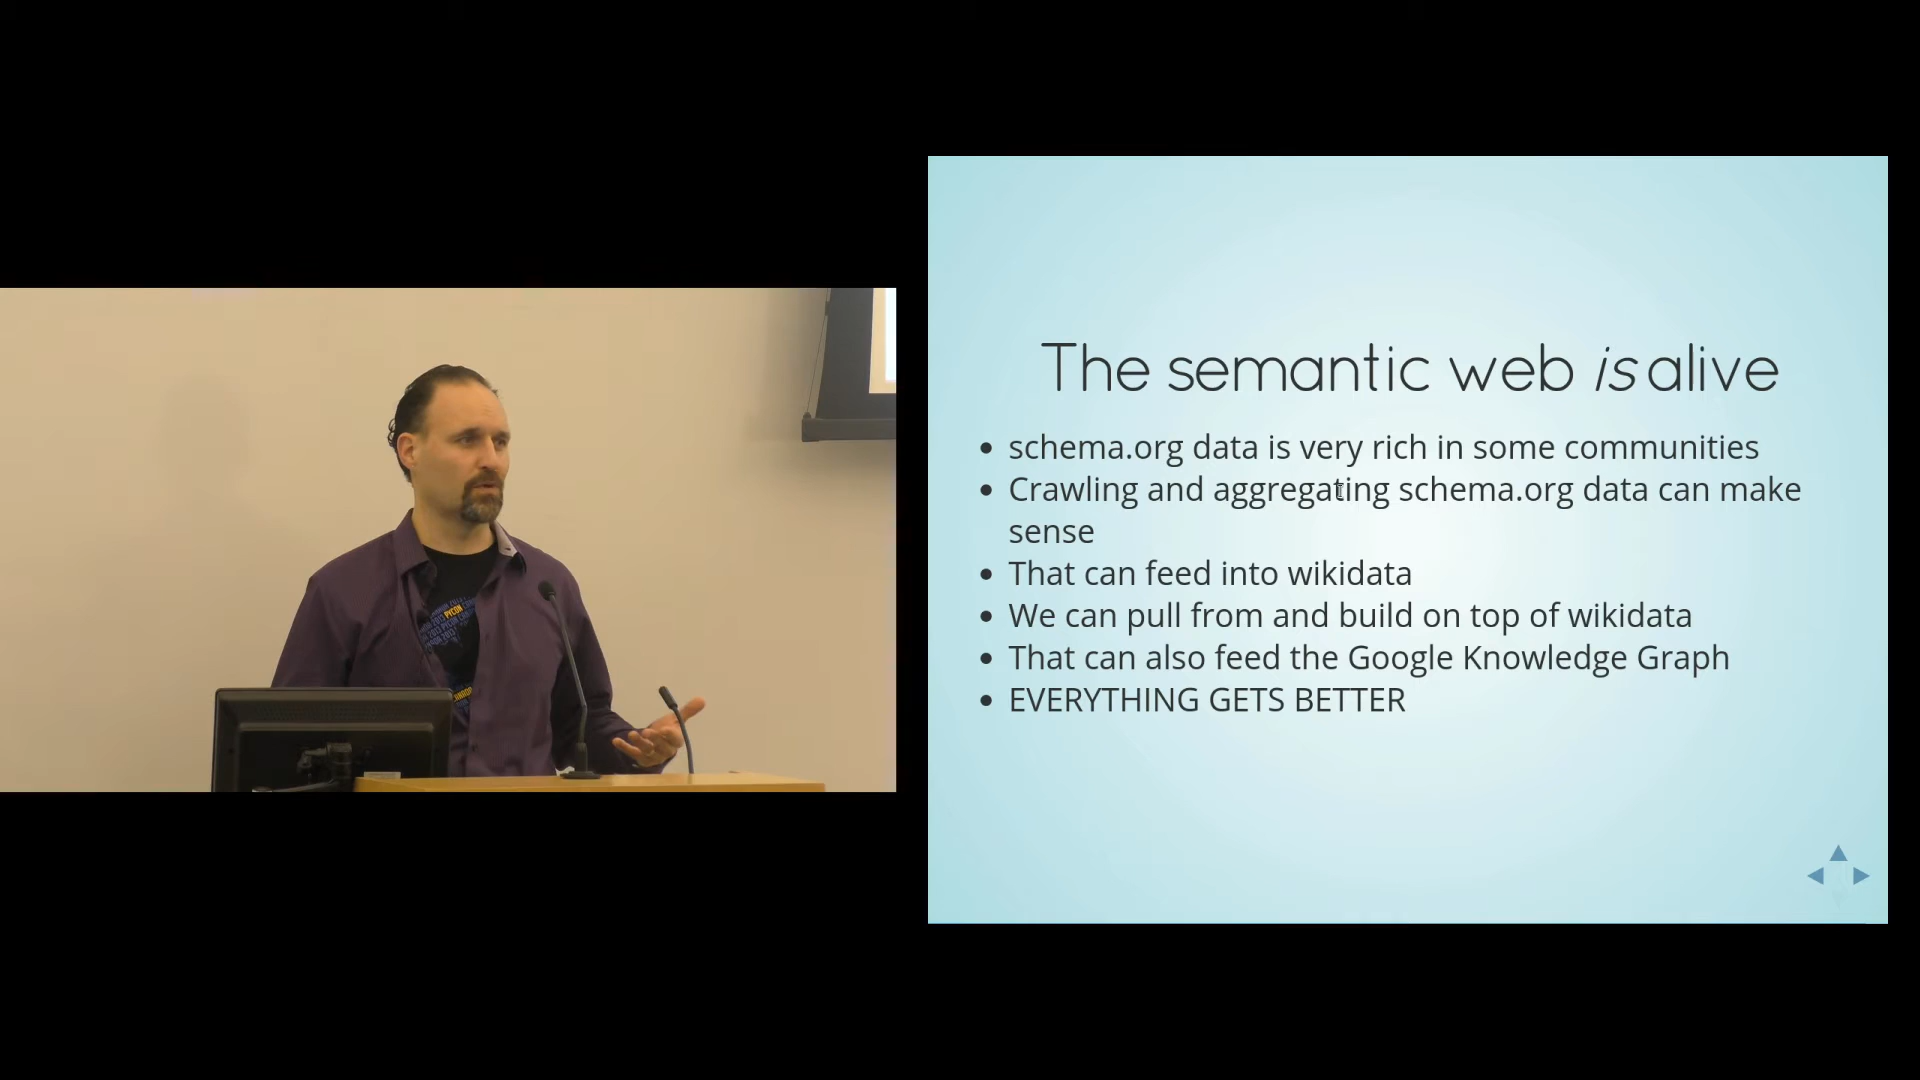 The semantic web is alive
• schema.org data is very rich in some communities
• Crawling and aggregating schema.org data can make
sense
• That can feed into wikidata
• We can pull from and build on top of wikidata
• That can also feed the Google Knowledge Graph
• EVERYTHING GETS BETTER
PYCON